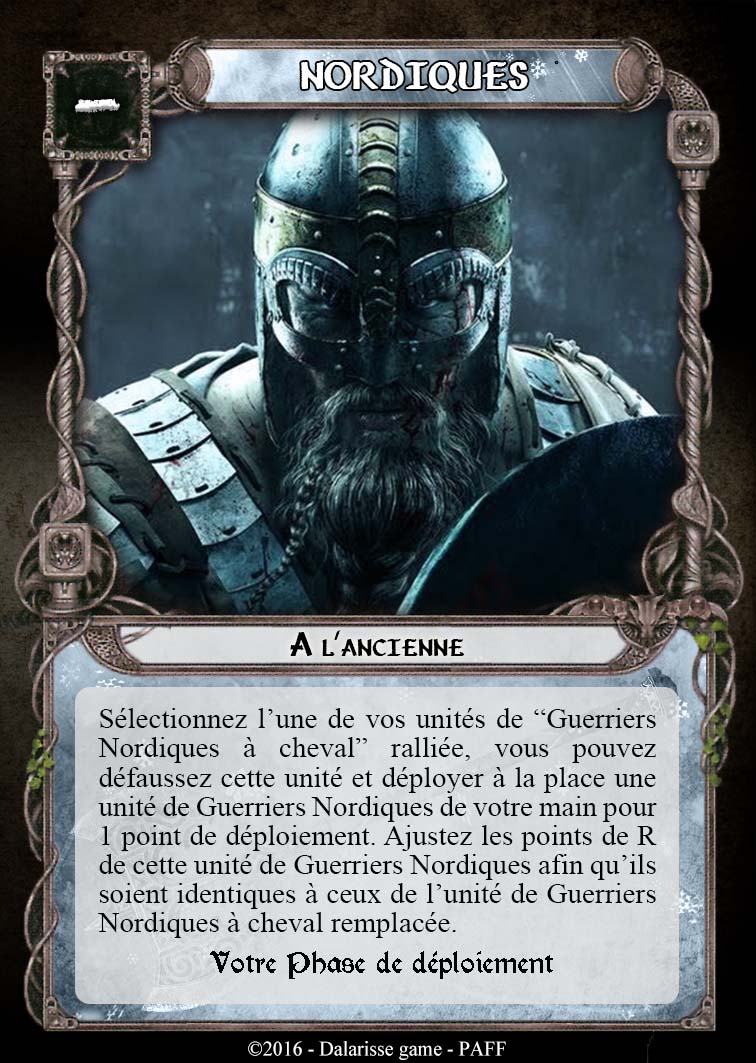 NORDIQUES
-
A L'ANCIENNE
Sélectionnez l'une de vos unités de “Guerriers
Nordiques à cheval” ralliée, vous pouvez
défaussez cette unité et déployer à la place une
unité de Guerriers Nordiques de votre main pour
1 point de déploiement. Ajustez les points de R
de cette unité de Guerriers Nordiques afin qu'ils
soient identiques à ceux de l'unité de Guerriers
Nordiques à cheval remplacée.
Votre Phase de déploiement
©2016 - Dalarisse game - PAFF